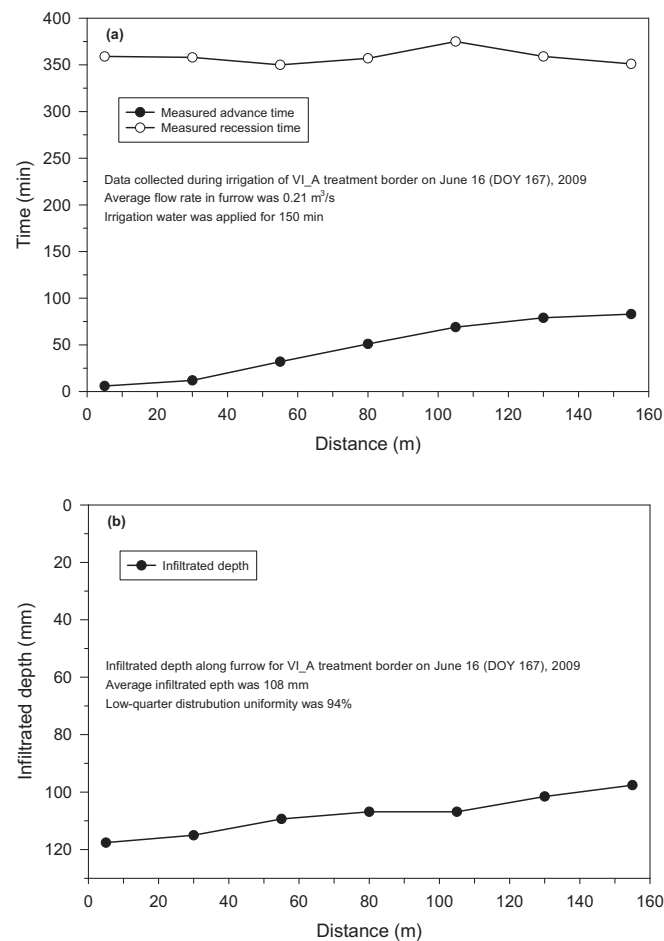 400
(a)
350
300
Measured advance time
Measured recession time
250
Data collected during irrigation of VI_A treatment border on June 16 (DOY 167), 2009
200
Average flow rate in furrow was 0.21 m³/s
Irrigation water was applied for 150 min
150
100
50
0
Time (min)
0 20 40 60 80 100 120 140 160
Distance (m)
0
(b)
20
Infiltrated depth
40
Infiltrated depth along furrow for VI_A treatment border on June 16 (DOY 167), 2009
60
Average infiltrated epth was 108 mm
Low-quarter distrubution uniformity was 94%
80
100
120
Infiltrated depth (mm)
0 20 40 60 80 100 120 140 160
Distance (m)